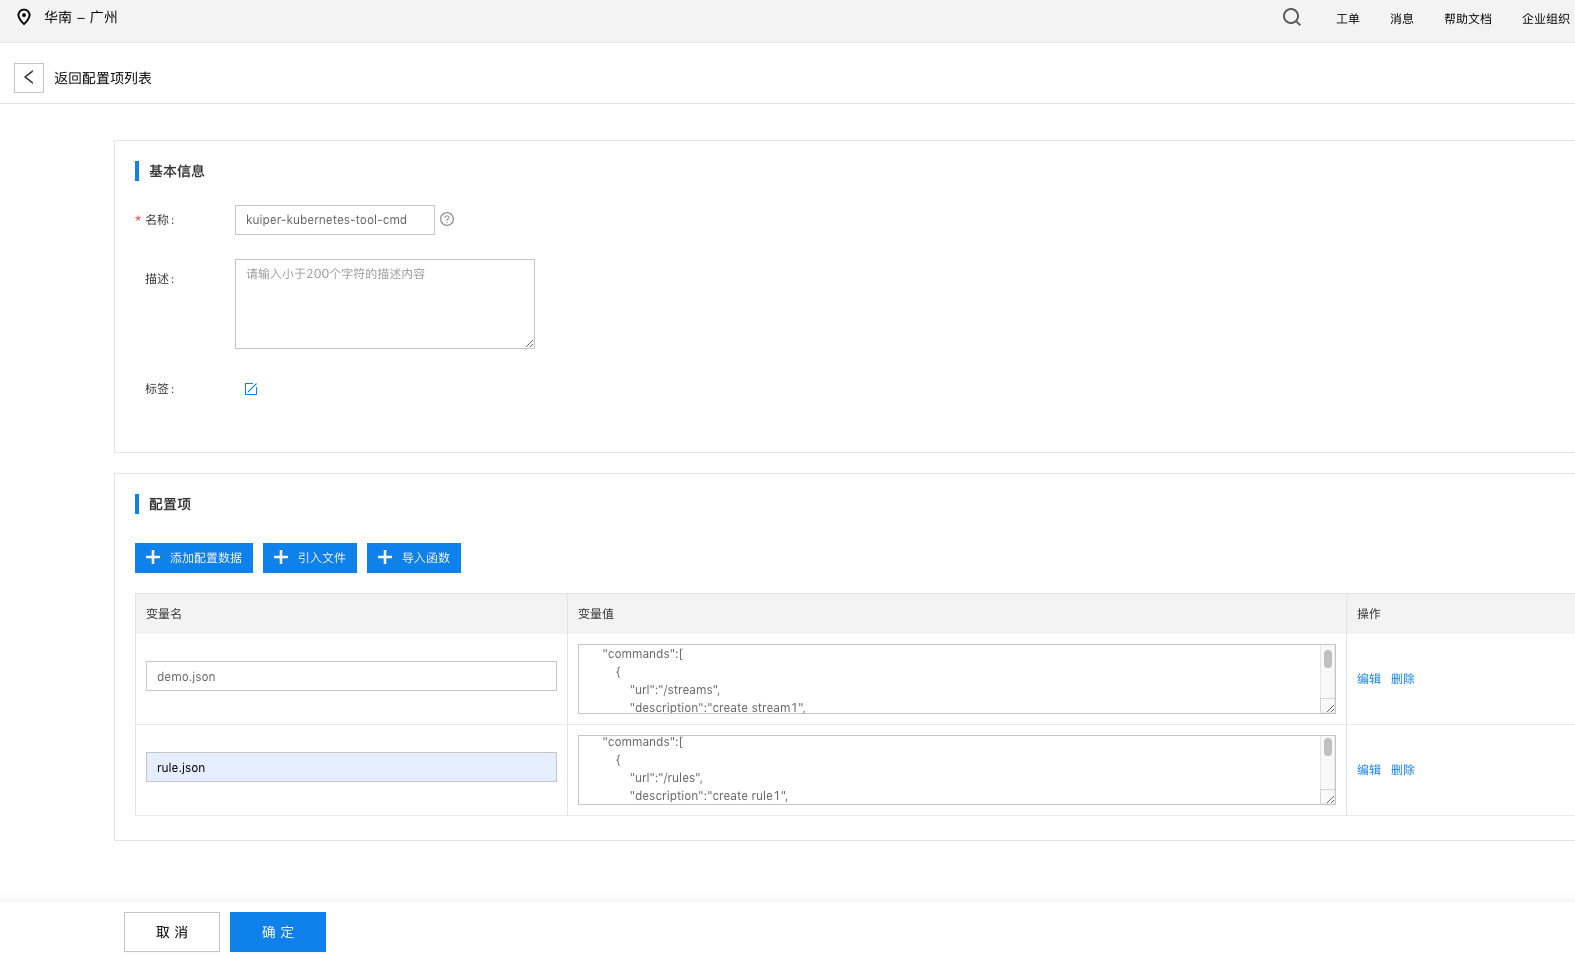 华南 – 广州
工单 消息 帮助文档 企业组织
返回配置项列表
基本信息
* 名称: kuiper-kubernetes-tool-cmd
描述: 请输入小于200个字符的描述内容
标签:
配置项
添加配置数据 引入文件 导入函数
变量名 变量值 操作
demo.json
"commands":[
{
"url":"/streams",
"description":"create stream1",
编辑 删除
rule.json
"commands":[
{
"url":"/rules",
"description":"create rule1",
编辑 删除
取 消 确 定